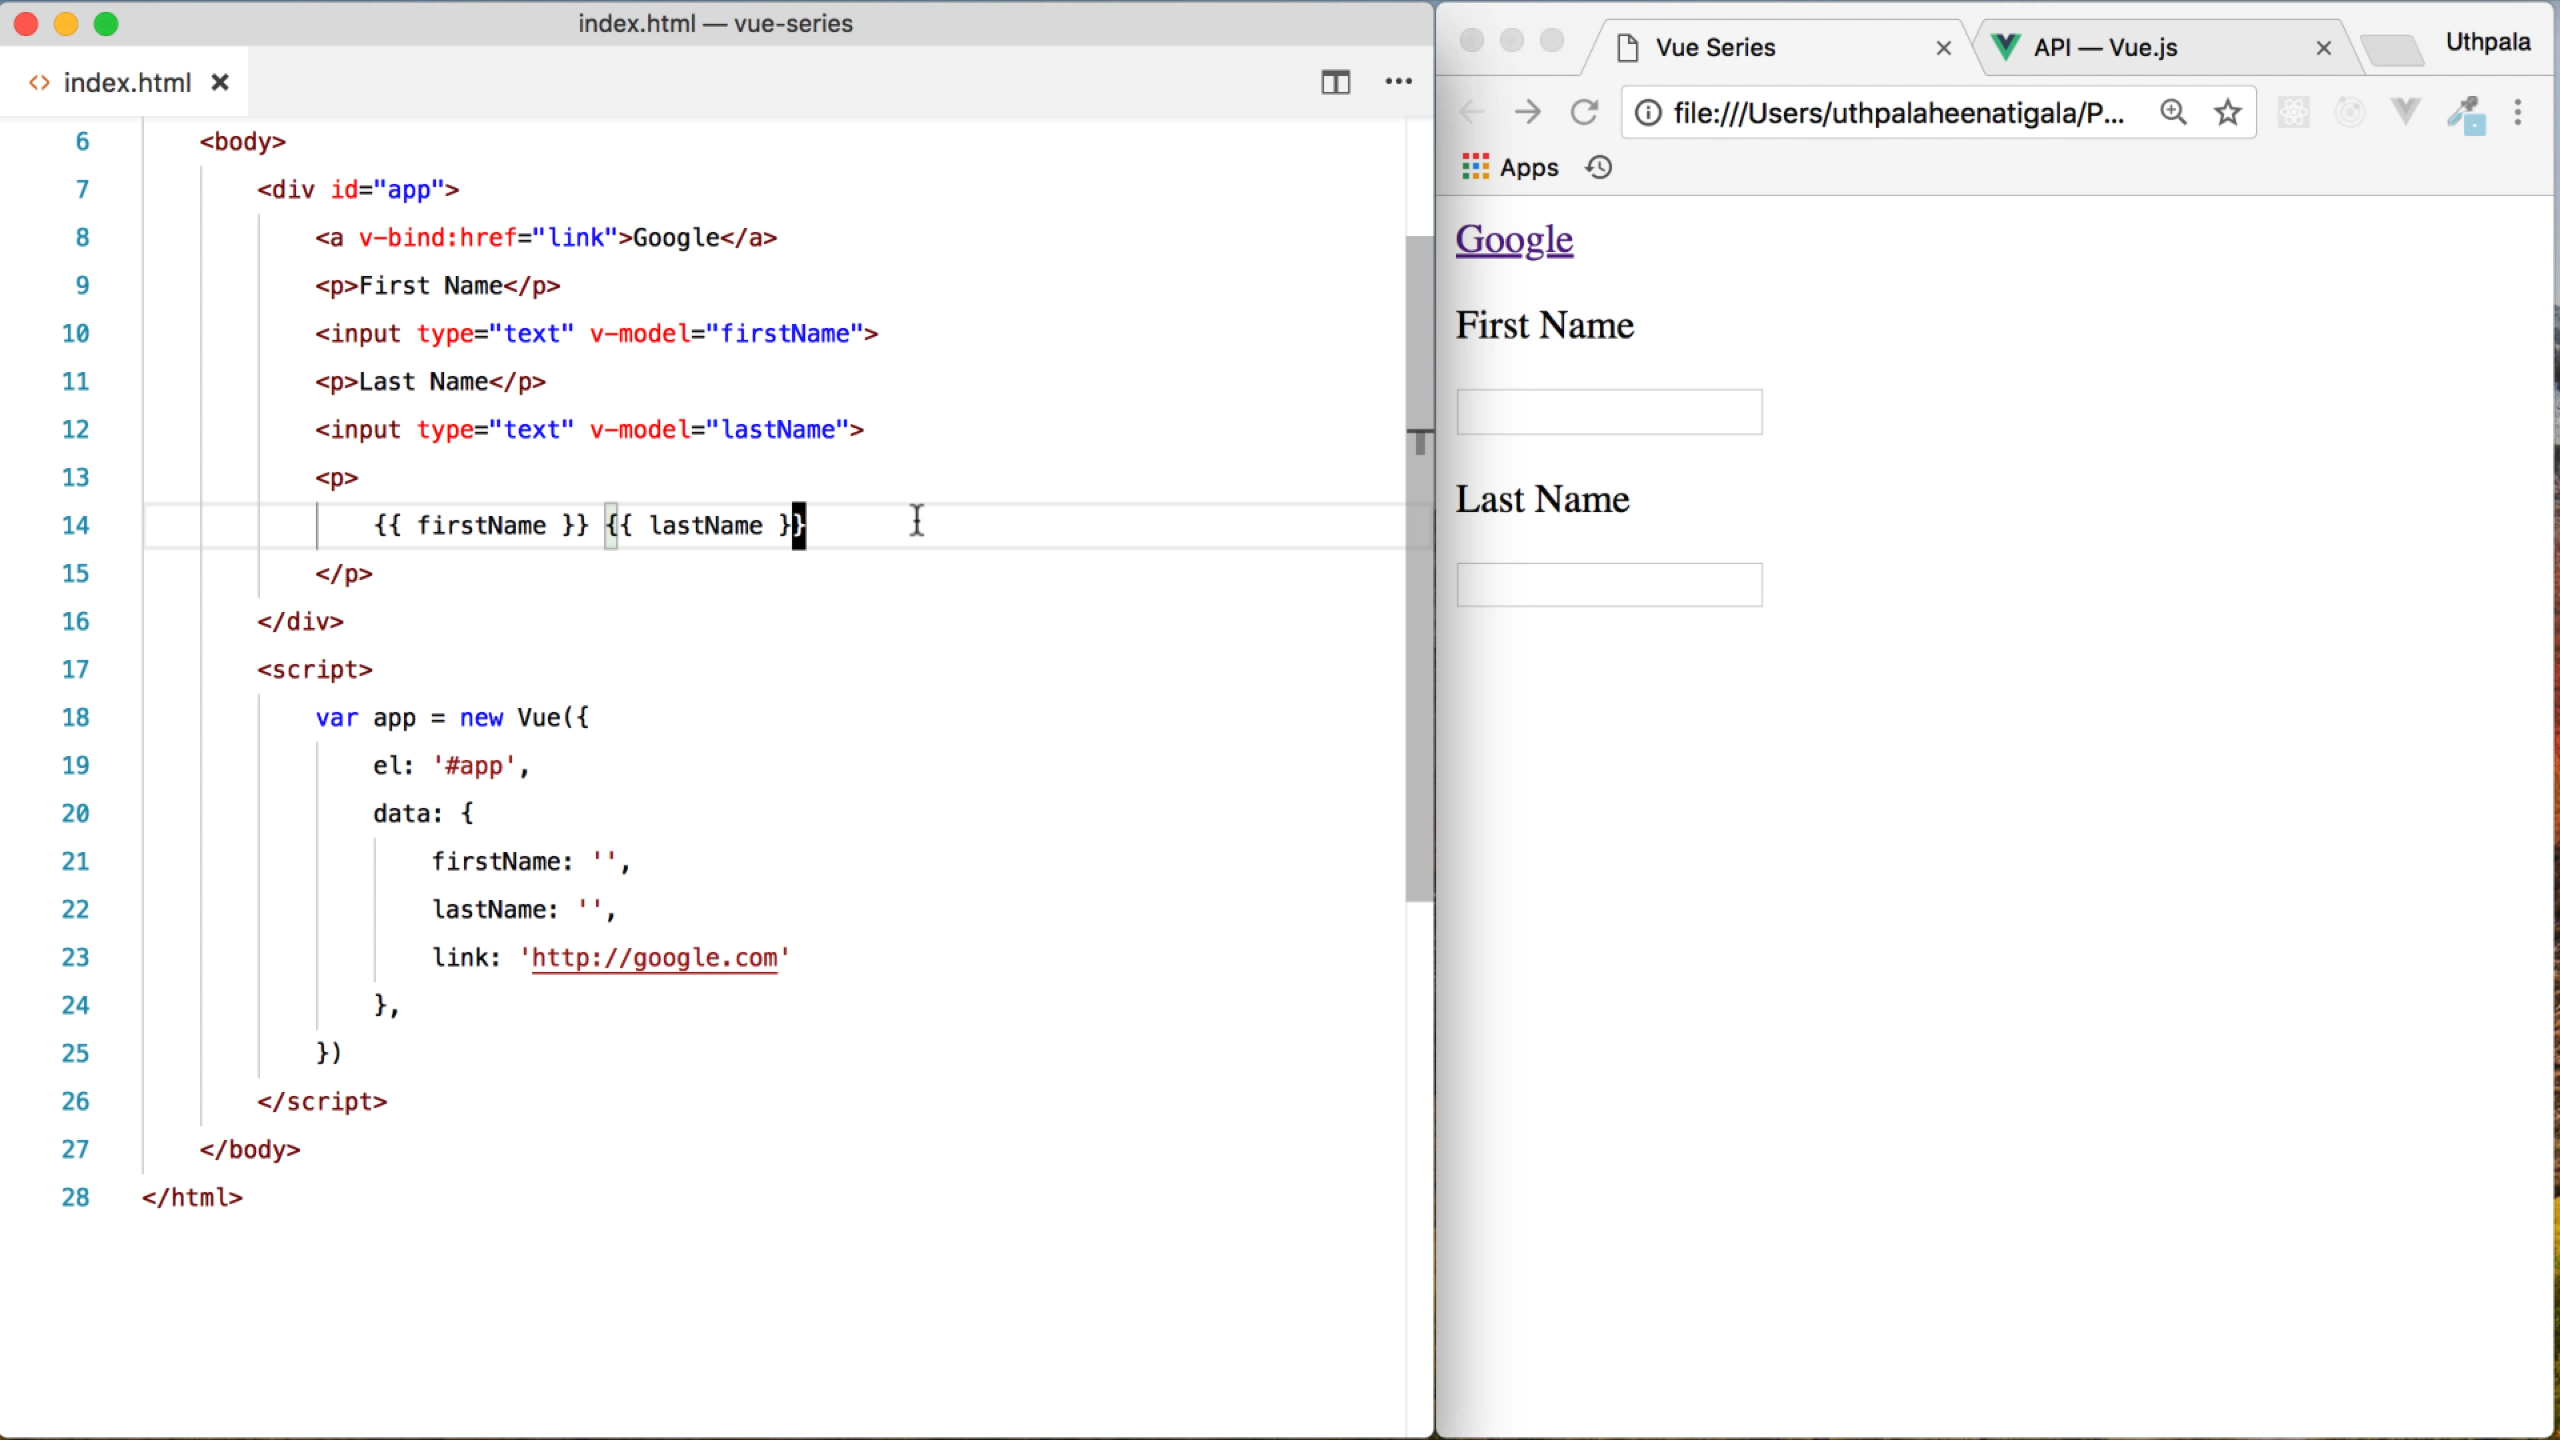 index.html — vue-series
index.html
6 <body>
7 <div id="app">
8 <a v-bind:href="link">Google</a>
9 <p>First Name</p>
10 <input type="text" v-model="firstName">
11 <p>Last Name</p>
12 <input type="text" v-model="lastName">
13 <p>
14 {{ firstName }} {{ lastName }}
15 </p>
16 </div>
17 <script>
18 var app = new Vue({
19 el: '#app',
20 data: {
21 firstName: '',
22 lastName: '',
23 link: 'http://google.com'
24 },
25 })
26 </script>
27 </body>
28 </html>
Vue Series
API — Vue.js
Uthpala
file:///Users/uthpalaheenatigala/P...
Apps
Google
First Name
Last Name